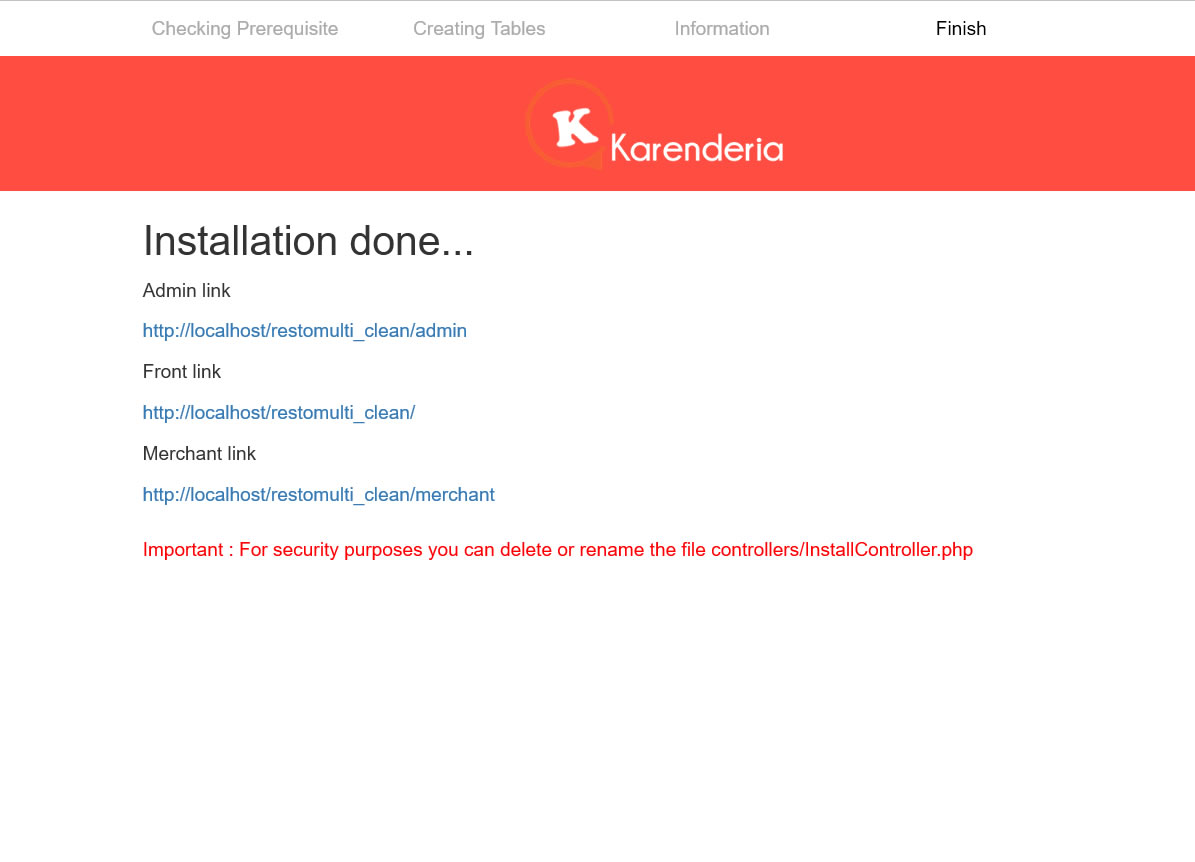 Checking Prerequisite Creating Tables Information Finish
K Karenderia
Installation done...
Admin link
http://localhost/restomulti_clean/admin
Front link
http://localhost/restomulti_clean/
Merchant link
http://localhost/restomulti_clean/merchant
Important : For security purposes you can delete or rename the file controllers/InstallController.php